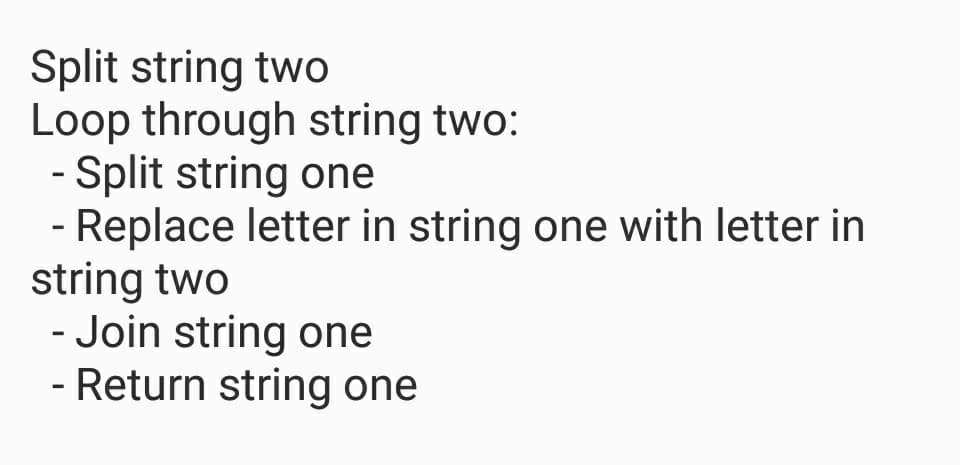 Split string two
Loop through string two:
- Split string one
- Replace letter in string one with letter in
string two
- Join string one
- Return string one